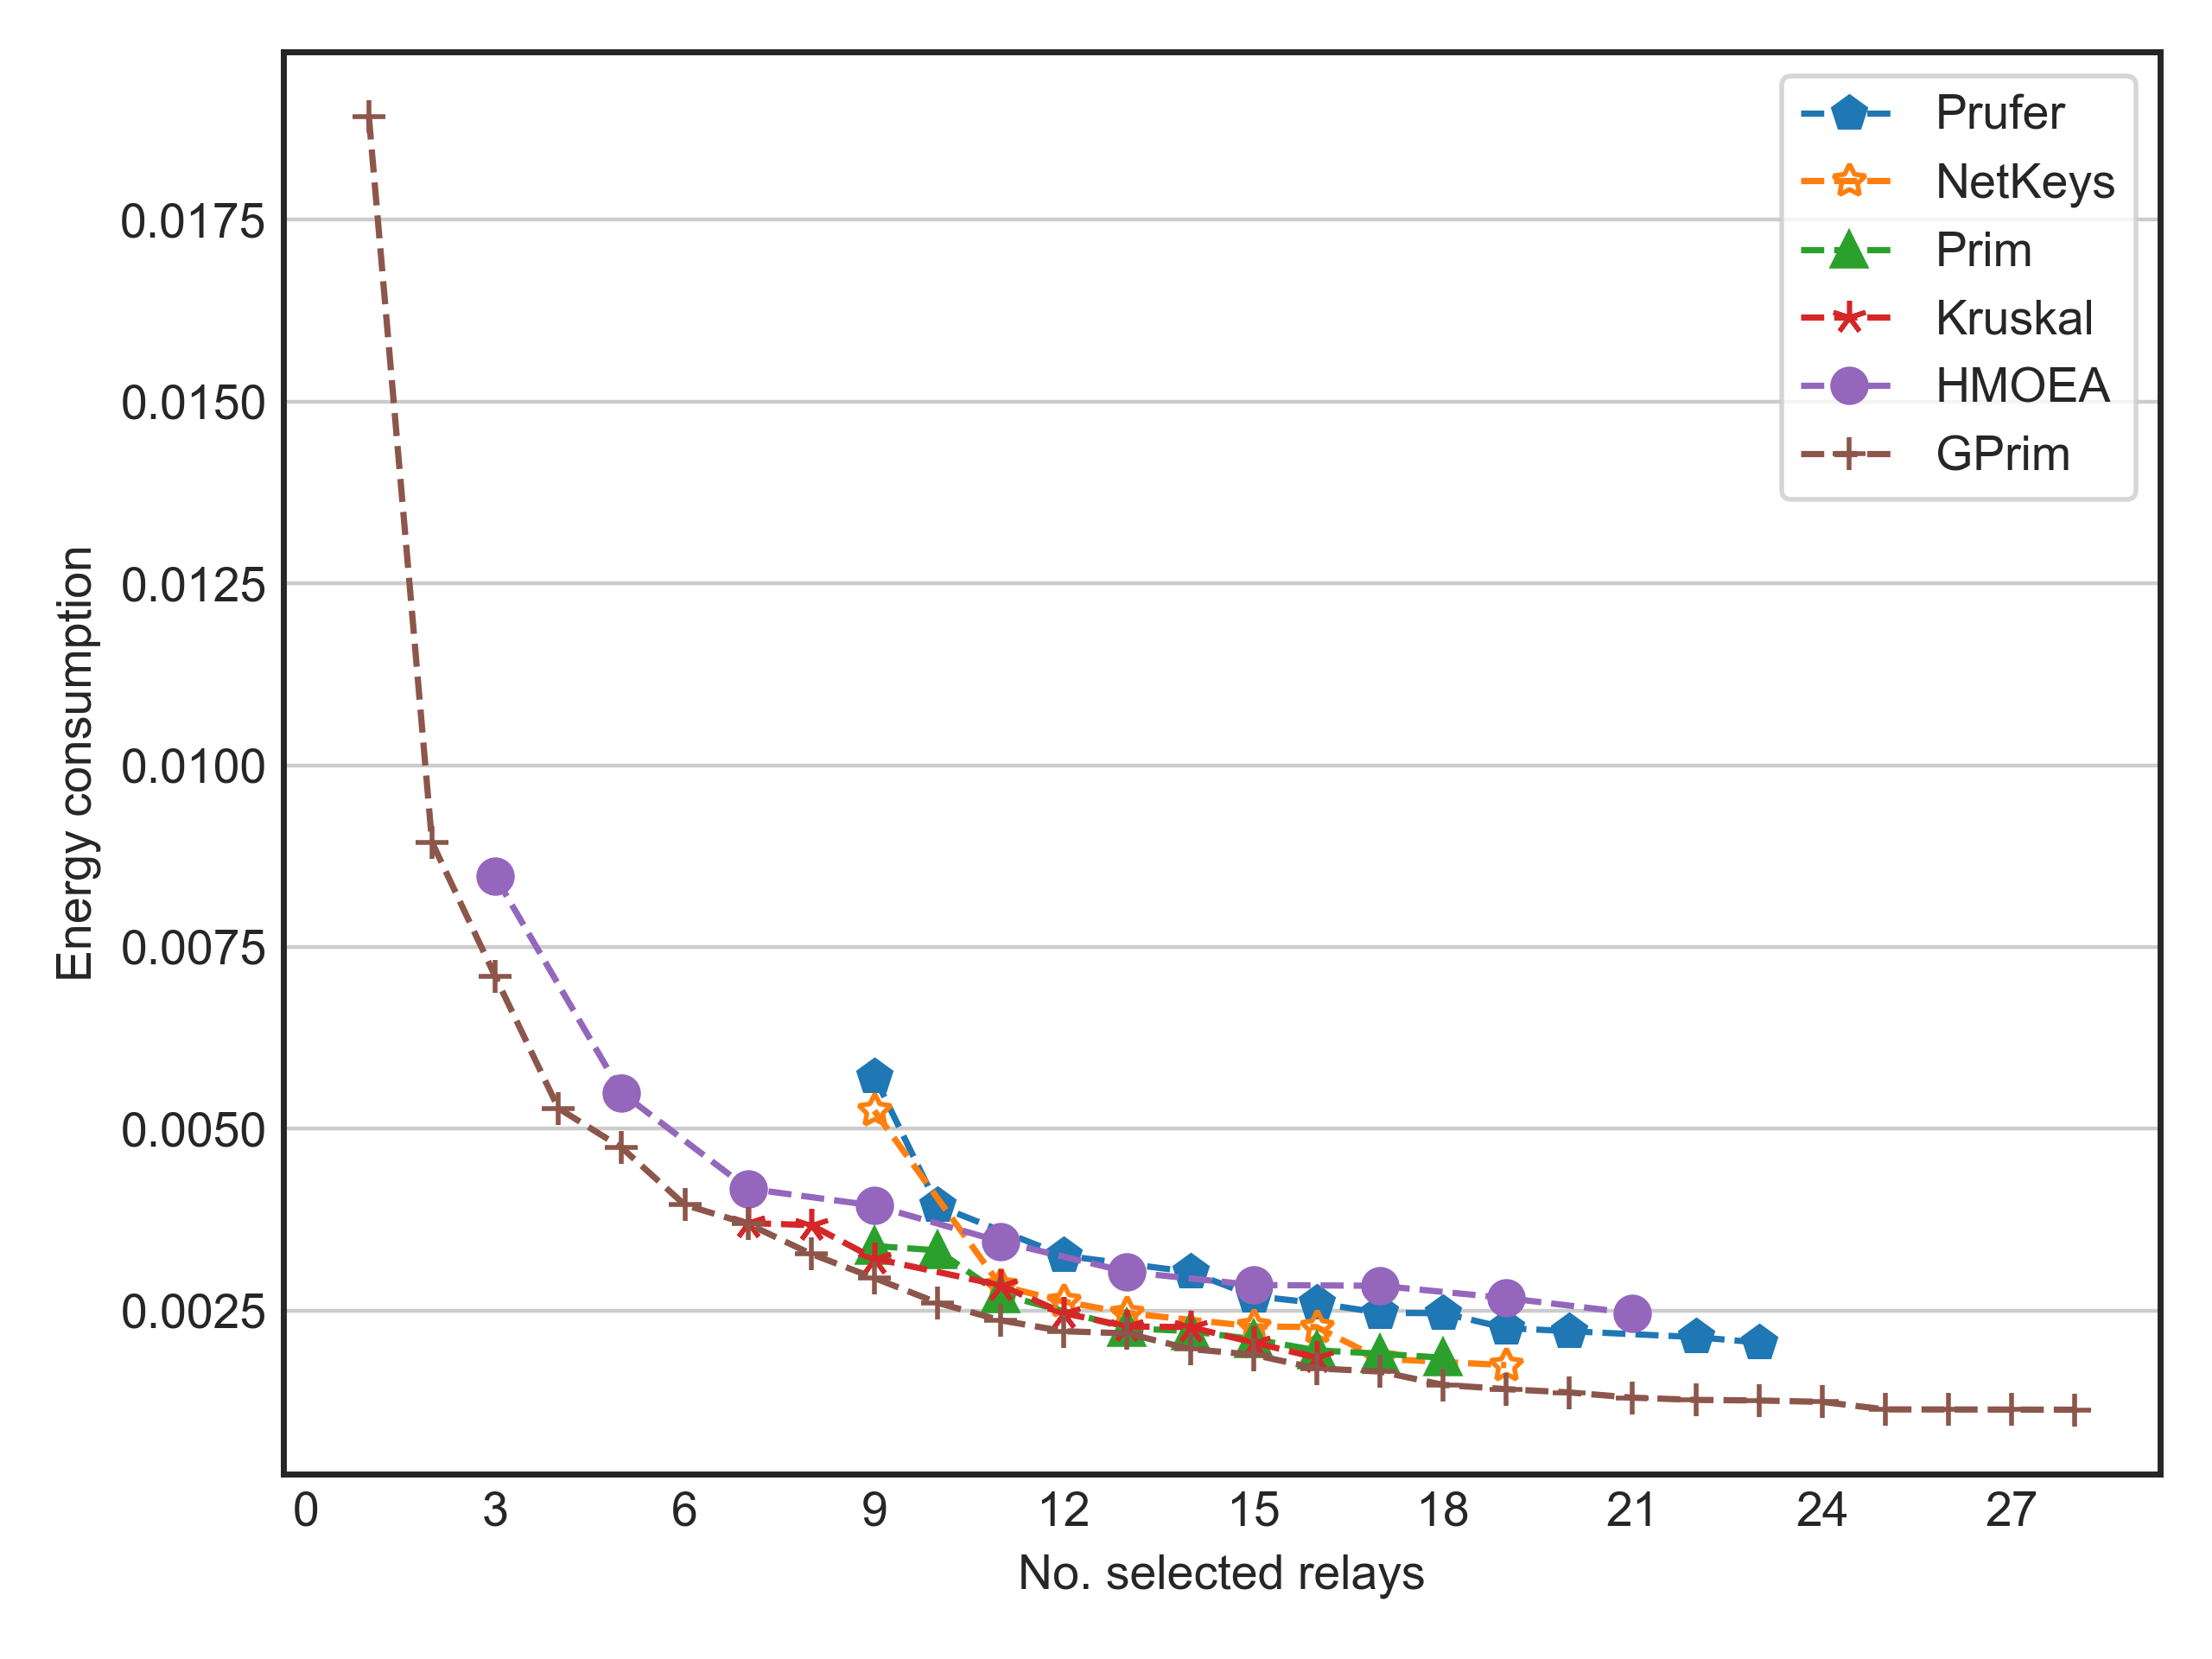 Prufer
NetKeys
Prim
Kruskal
HMOEA
GPrim
0.0175
0.0150
0.0125
0.0100
0.0075
0.0050
0.0025
Energy consumption
0 3 6 9 12 15 18 21 24 27
No. selected relays